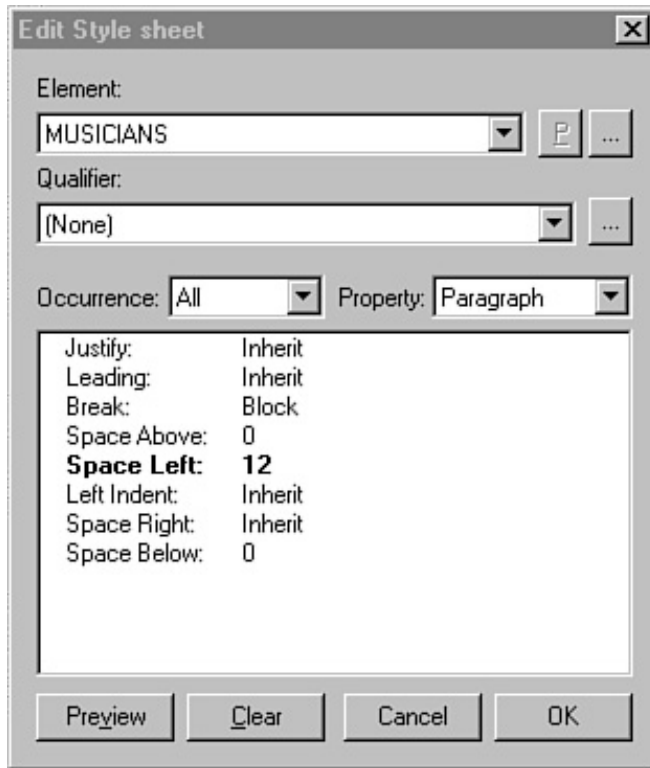 Edit Style sheet
Element:
MUSICIANS
P ...
Qualifier:
(None)
...
Occurrence: All Property: Paragraph
Justify: Inherit
Leading: Inherit
Break: Block
Space Above: 0
Space Left: 12
Left Indent: Inherit
Space Right: Inherit
Space Below: 0
Preview Clear Cancel OK